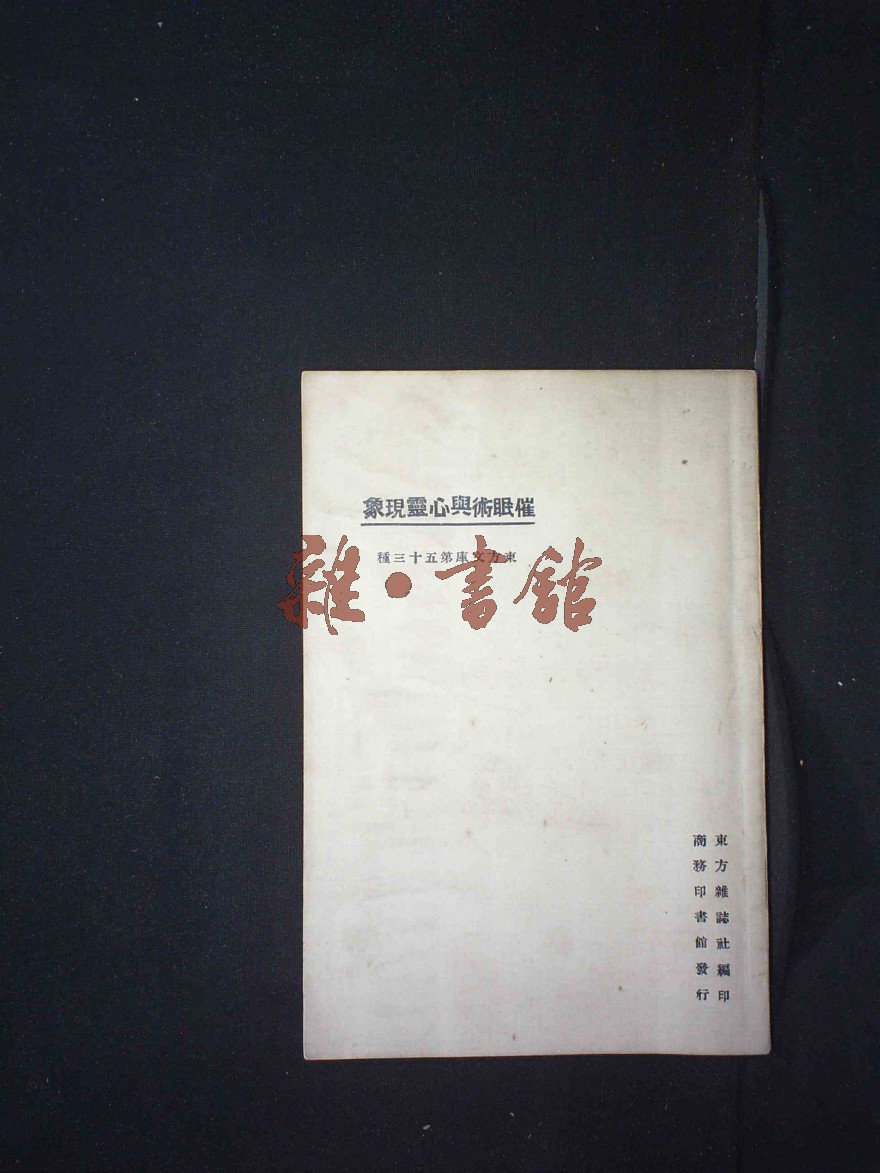 催眠術與心靈現象
東方文庫第五十三種
雜·書館
東方雜誌社編印
商務印書館發行